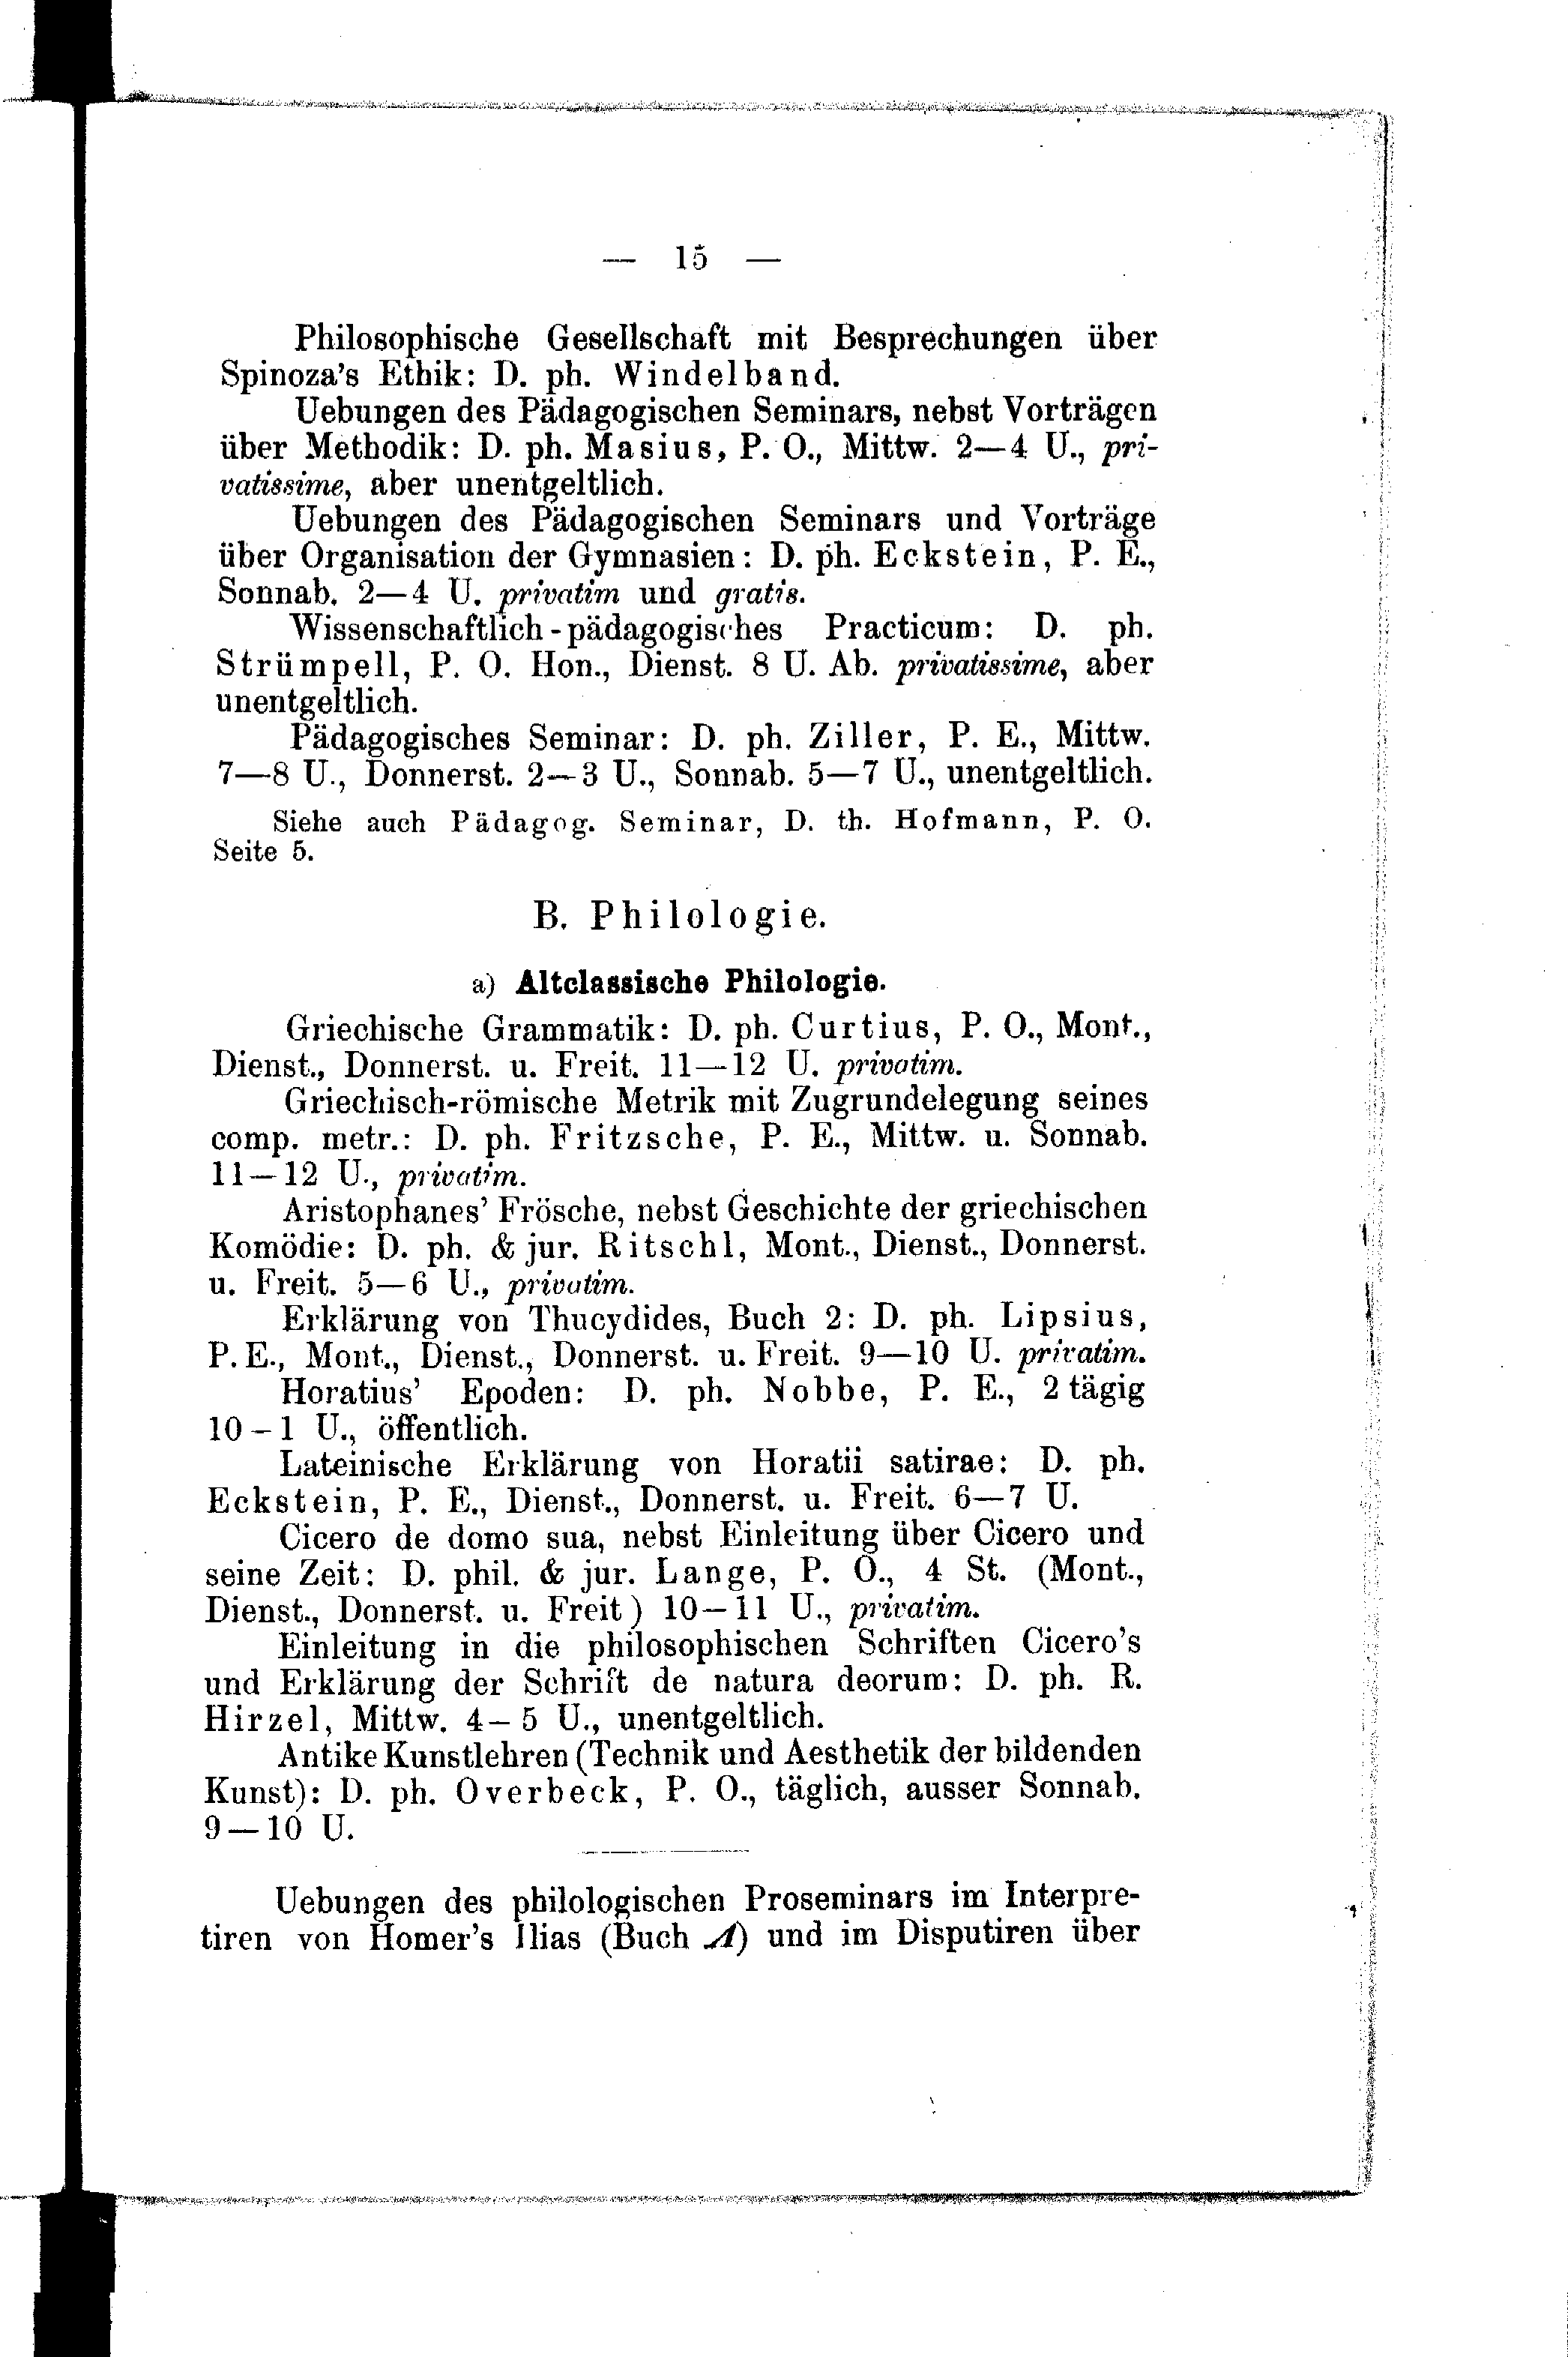 — 15 —
Philosophische Gesellschaft mit Besprechungen über
Spinoza's Ethik: D. ph. Windelband.
Uebungen des Pädagogischen Seminars, nebst Vorträgen
über Methodik: D. ph. Masius, P. O., Mittw. 2—4 U., pri-
vatissime, aber unentgeltlich.
Uebungen des Pädagogischen Seminars und Vorträge
über Organisation der Gymnasien: D. ph. Eckstein, P. E.,
Sonnab. 2—4 U. privatim und gratis.
Wissenschaftlich-pädagogisches Practicum: D. ph.
Strümpell, P. O. Hon., Dienst. 8 U. Ab. privatissime, aber
unentgeltlich.
Pädagogisches Seminar: D. ph. Ziller, P. E., Mittw.
7—8 U., Donnerst. 2—3 U., Sonnab. 5—7 U., unentgeltlich.
Siehe auch Pädagog. Seminar, D. th. Hofmann, P. O.
Seite 5.
B. Philologie.
a) Altclassische Philologie.
Griechische Grammatik: D. ph. Curtius, P. O., Mont.,
Dienst., Donnerst. u. Freit. 11—12 U. privatim.
Griechisch-römische Metrik mit Zugrundelegung seines
comp. metr.: D. ph. Fritzsche, P. E., Mittw. u. Sonnab.
11—12 U., privatim.
Aristophanes' Frösche, nebst Geschichte der griechischen
Komödie: D. ph. & jur. Ritschl, Mont., Dienst., Donnerst.
u. Freit. 5—6 U., privatim.
Erklärung von Thucydides, Buch 2: D. ph. Lipsius,
P. E., Mont., Dienst., Donnerst. u. Freit. 9—10 U. privatim.
Horatius' Epoden: D. ph. Nobbe, P. E., 2 tägig
10–1 U., öffentlich.
Lateinische Erklärung von Horatii satirae: D. ph.
Eckstein, P. E., Dienst., Donnerst. u. Freit. 6—7 U.
Cicero de domo sua, nebst Einleitung über Cicero und
seine Zeit: D. phil. & jur. Lange, P. O., 4 St. (Mont.,
Dienst., Donnerst. u. Freit) 10—11 U., privatim.
Einleitung in die philosophischen Schriften Cicero's
und Erklärung der Schrift de natura deorum: D. ph. R.
Hirzel, Mittw. 4—5 U., unentgeltlich.
Antike Kunstlehren (Technik und Aesthetik der bildenden
Kunst): D. ph. Overbeck, P. O., täglich, ausser Sonnab.
9—10 U.
Uebungen des philologischen Proseminars im Interpre-
tiren von Homer's Ilias (Buch Λ) und im Disputiren über